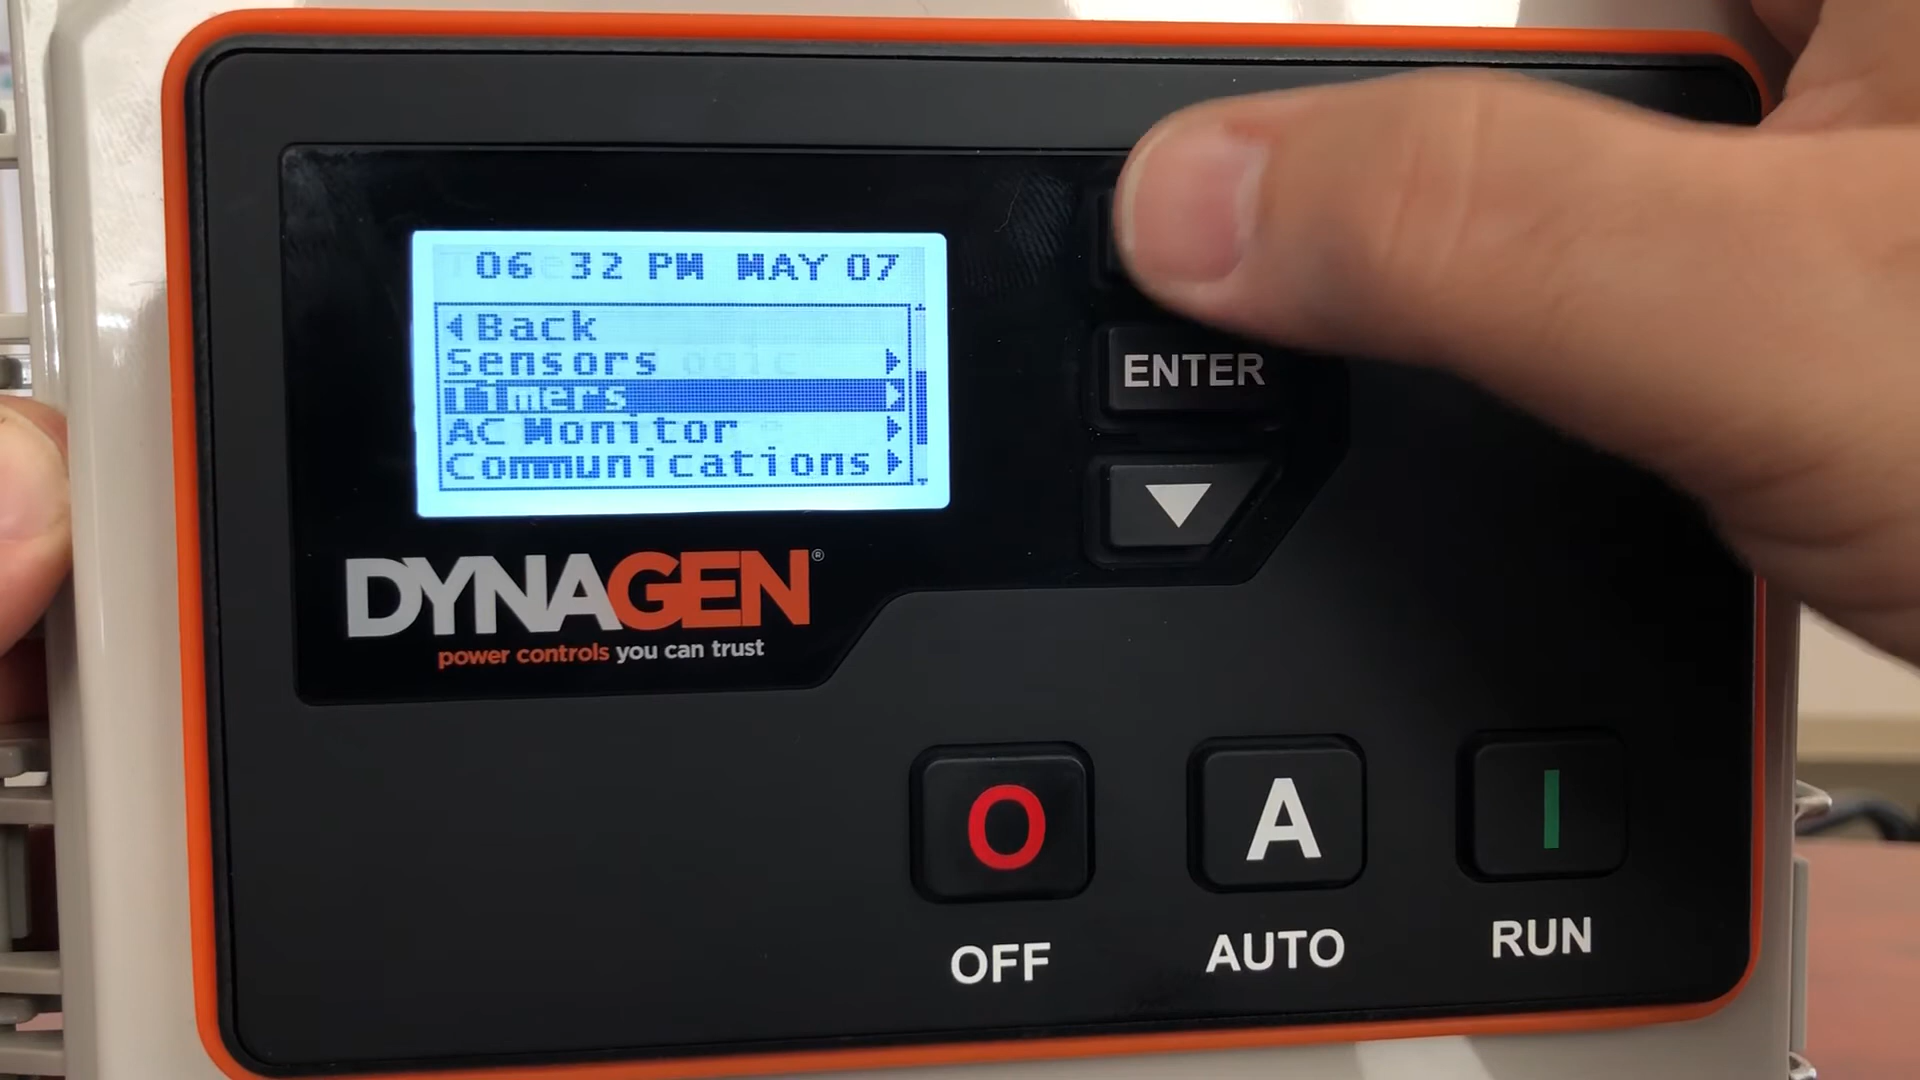 06 32 PM MAY 07
Back
Sensors
Timers
AC Monitor
Communications
ENTER
DYNAGEN®
power controls you can trust
O
A
I
OFF
AUTO
RUN